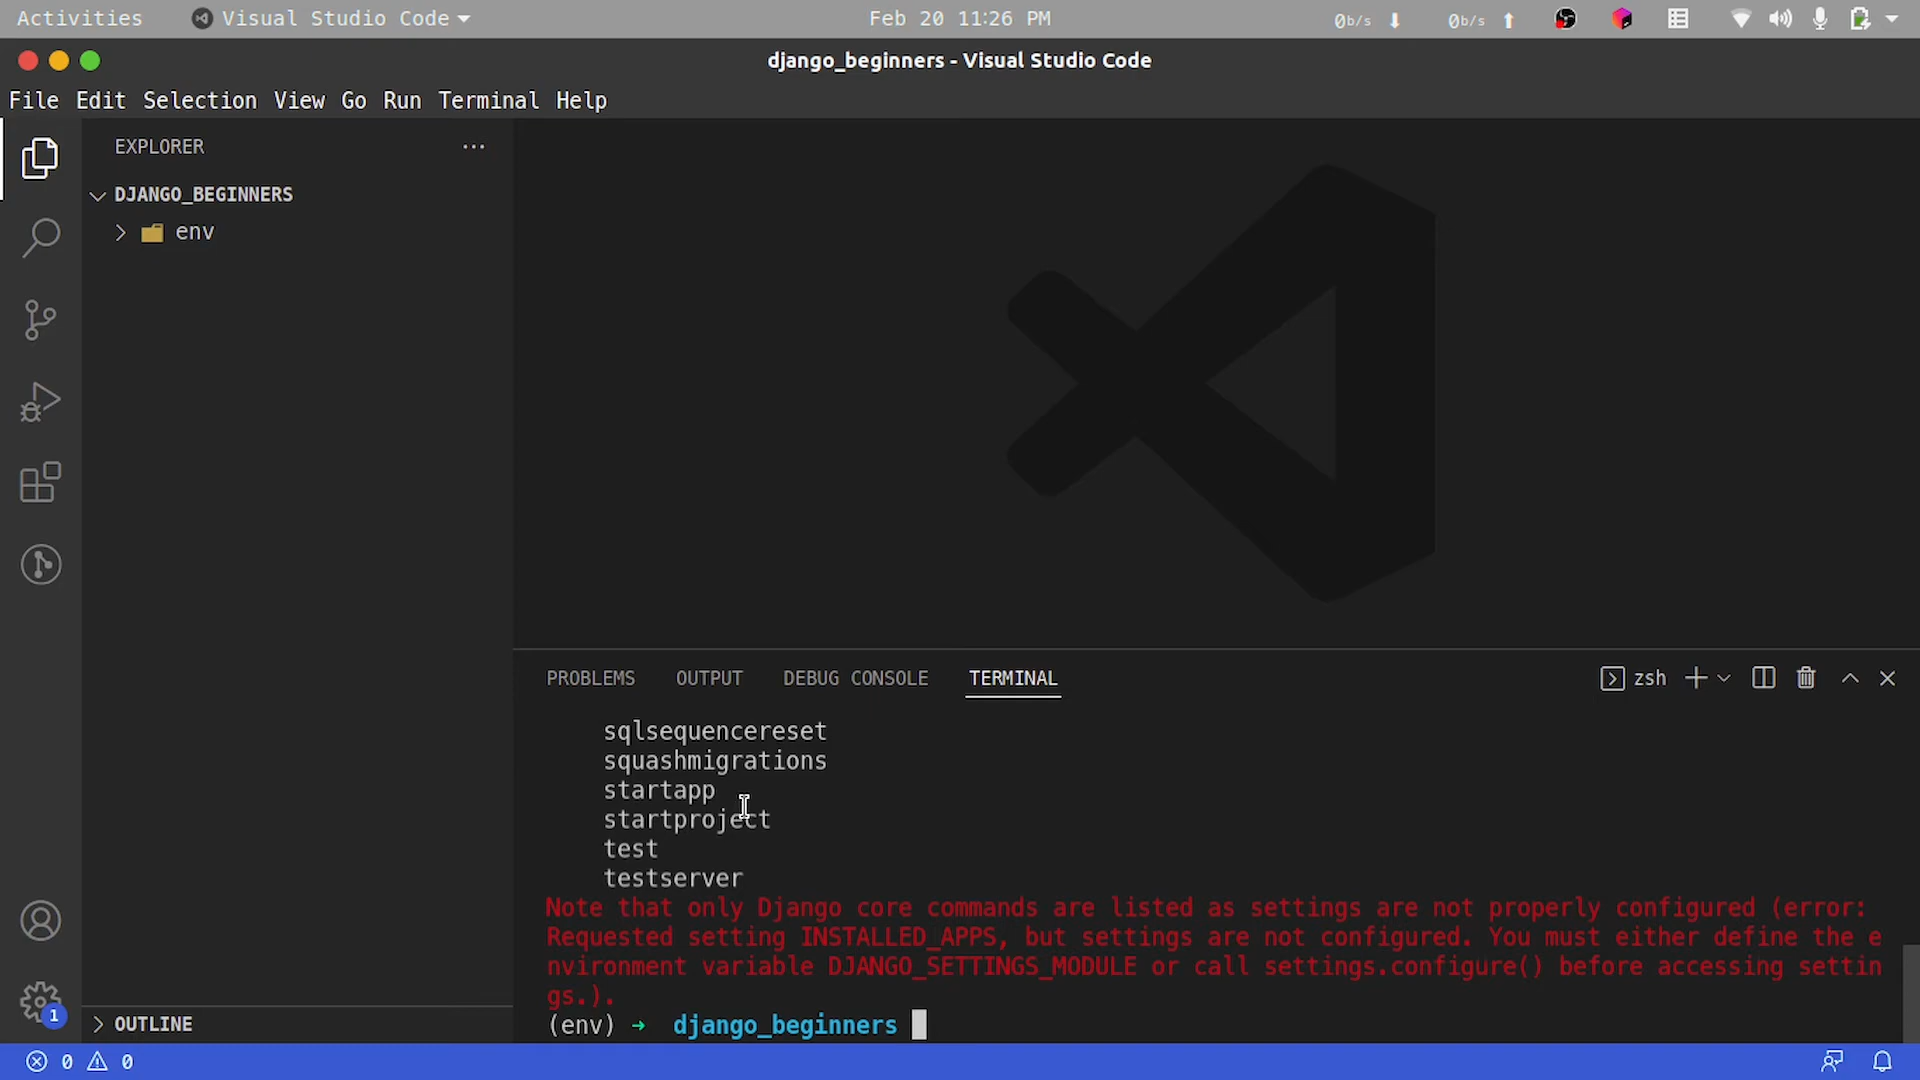 Activities
Visual Studio Code
Feb 20 11:26 PM
0b/s
0b/s
django_beginners - Visual Studio Code
File Edit Selection View Go Run Terminal Help
EXPLORER
DJANGO_BEGINNERS
env
PROBLEMS OUTPUT DEBUG CONSOLE TERMINAL
zsh
sqlsequencereset
squashmigrations
startapp
startproject
test
testserver
Note that only Django core commands are listed as settings are not properly configured (error:
Requested setting INSTALLED_APPS, but settings are not configured. You must either define the e
nvironment variable DJANGO_SETTINGS_MODULE or call settings.configure() before accessing settin
gs.).
(env) ➜ django_beginners
1
OUTLINE
0 0